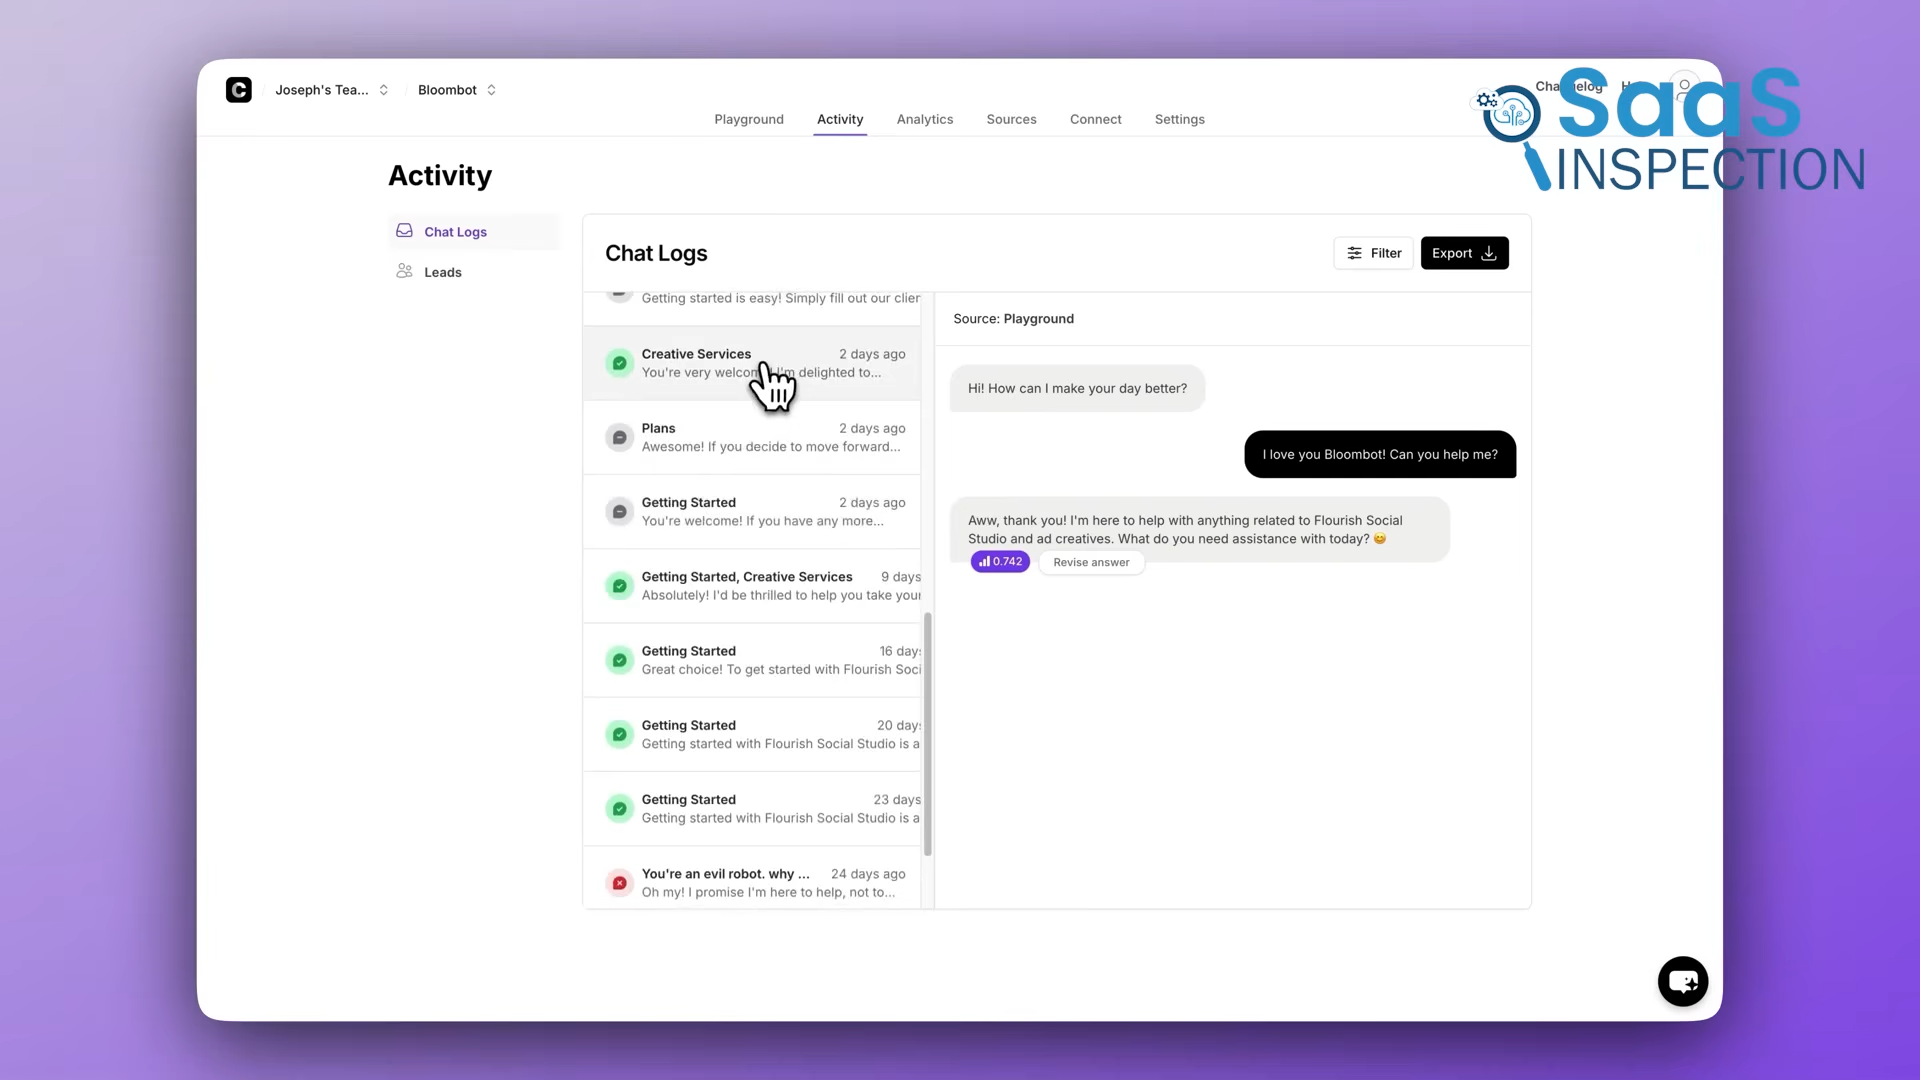 C
Joseph's Tea...
Bloombot
SaaS
INSPECTION
Playground
Activity
Analytics
Sources
Connect
Settings
Activity
Chat Logs
Leads
Chat Logs
Filter
Export
Getting started is easy! Simply fill out our clien
Creative Services
2 days ago
You're very welcom I'm delighted to...
Plans
2 days ago
Awesome! If you decide to move forward...
Getting Started
2 days ago
You're welcome! If you have any more...
Getting Started, Creative Services
9 days
Absolutely! I'd be thrilled to help you take your
Getting Started
16 days
Great choice! To get started with Flourish Soci
Getting Started
20 days
Getting started with Flourish Social Studio is a
Getting Started
23 days
Getting started with Flourish Social Studio is a
You're an evil robot. why ...
24 days ago
Oh my! I promise I'm here to help, not to...
Source: Playground
Hi! How can I make your day better?
I love you Bloombot! Can you help me?
Aww, thank you! I'm here to help with anything related to Flourish Social
Studio and ad creatives. What do you need assistance with today? 😊
0.742
Revise answer